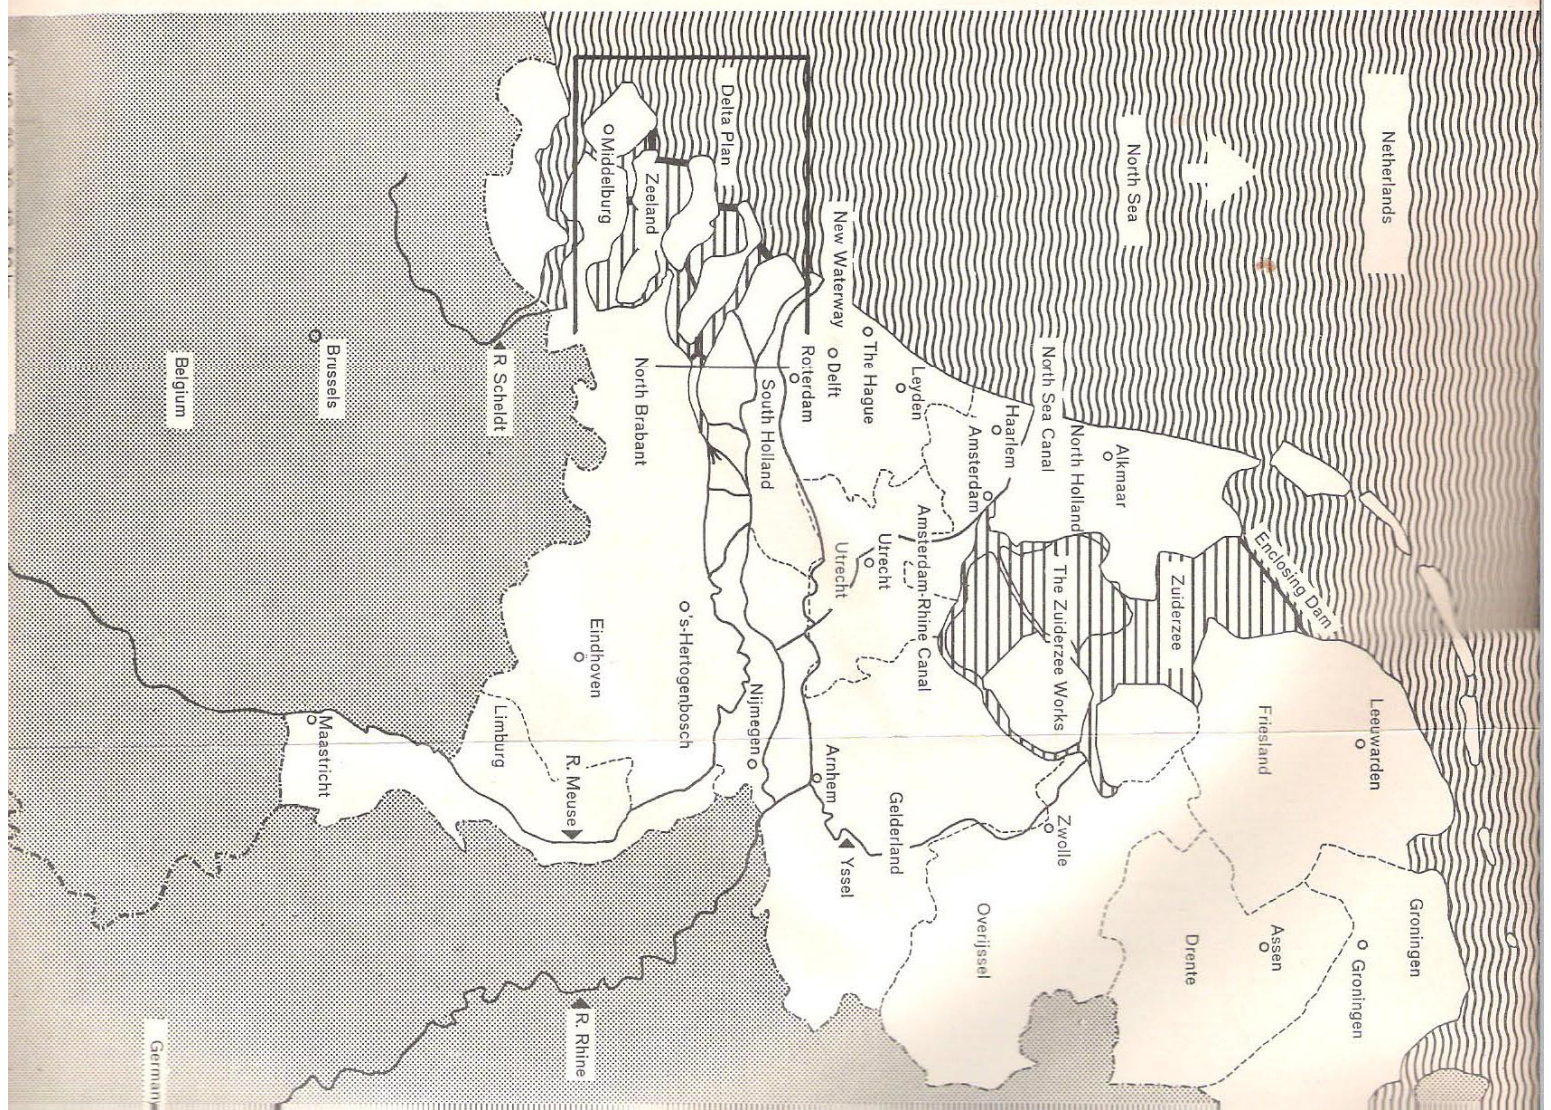 Netherlands
North Sea
Delta Plan
Middelburg
Zeeland
New Waterway
The Hague
Delft
Rotterdam
Leyden
North Sea Canal
Haarlem
Amsterdam
North Holland
Alkmaar
South Holland
North Brabant
R. Scheldt
Brussels
Belgium
Enclosing Dam
Zuiderzee
The Zuiderzee Works
Amsterdam-Rhine Canal
Utrecht
Utrecht
's-Hertogenbosch
Eindhoven
Nijmegen
Limburg
R. Meuse
Maastricht
Arnhem
Gelderland
Yssel
Zwolle
Friesland
Leeuwarden
Groningen
Groningen
Assen
Drente
Overijssel
R. Rhine
German